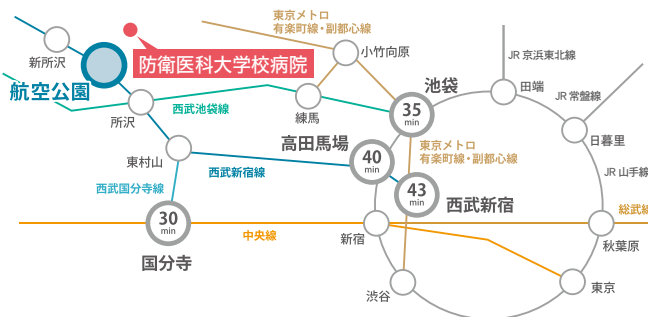 東京メトロ
有楽町線・副都心線
新所沢
小竹向原
JR 京浜東北線
防衛医科大学校病院
航空公園
池袋
田端
JR 常盤線
練馬
35
min
西武池袋線
所沢
高田馬場
東京メトロ
有楽町線・副都心線
日暮里
東村山
40
min
JR 山手線
西武新宿線
西武国分寺線
43
min
西武新宿
30
min
総武線
中央線
新宿
秋葉原
国分寺
渋谷
東京